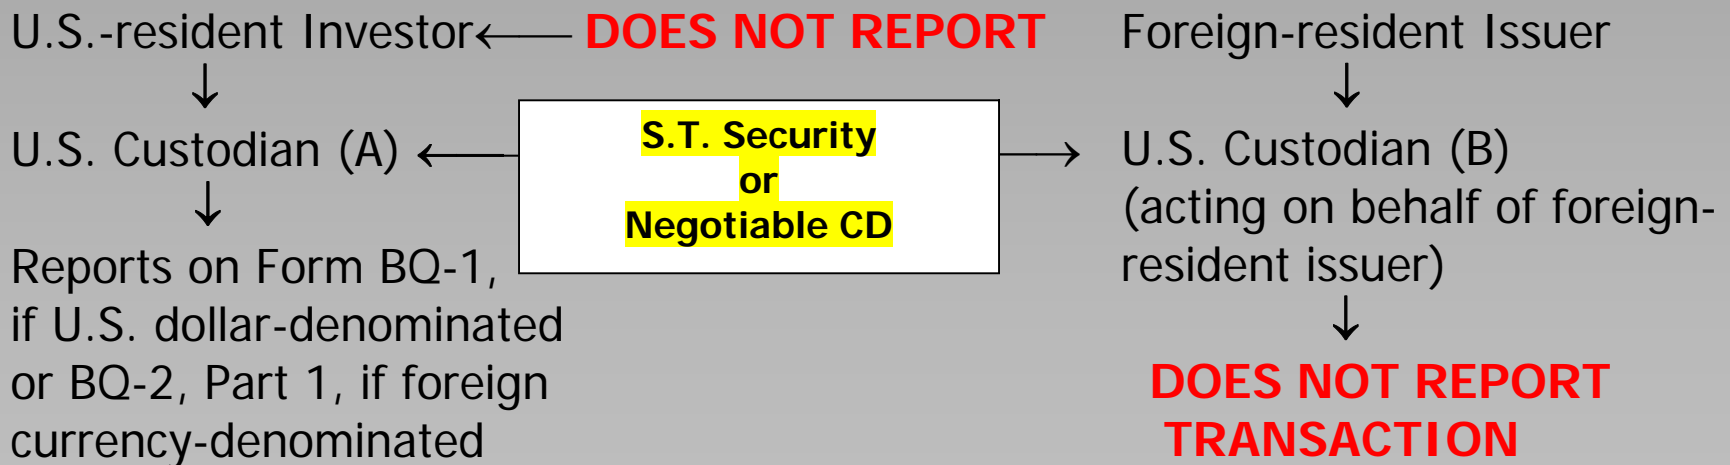 U.S.-resident Investor← DOES NOT REPORT
↓
U.S. Custodian (A) ←
↓
Reports on Form BQ-1,
if U.S. dollar-denominated
or BQ-2, Part 1, if foreign
currency-denominated
S.T. Security
or
Negotiable CD
Foreign-resident Issuer
↓
→ U.S. Custodian (B)
(acting on behalf of foreign-
resident issuer)
↓
DOES NOT REPORT
TRANSACTION